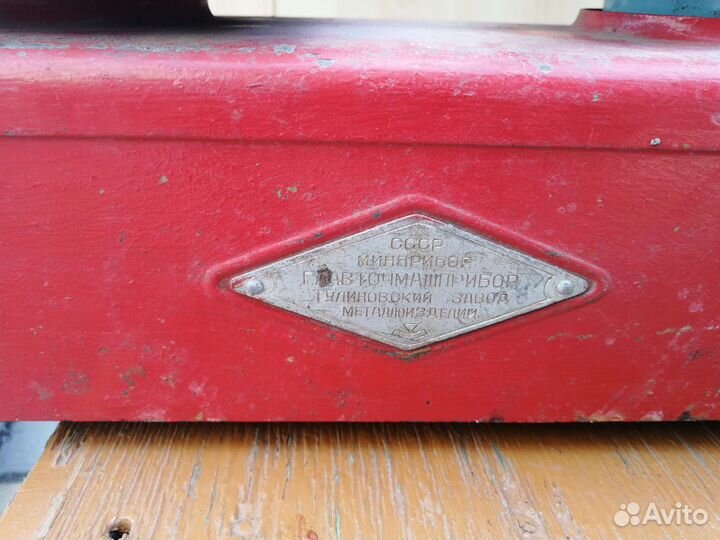 СССР
МИНПРИБОР
ГЛАВТОЧМАШПРИБОР
ТУЛИНОВСКИЙ ЗАВОД
МЕТАЛЛОИЗДЕЛИЙ
Avito